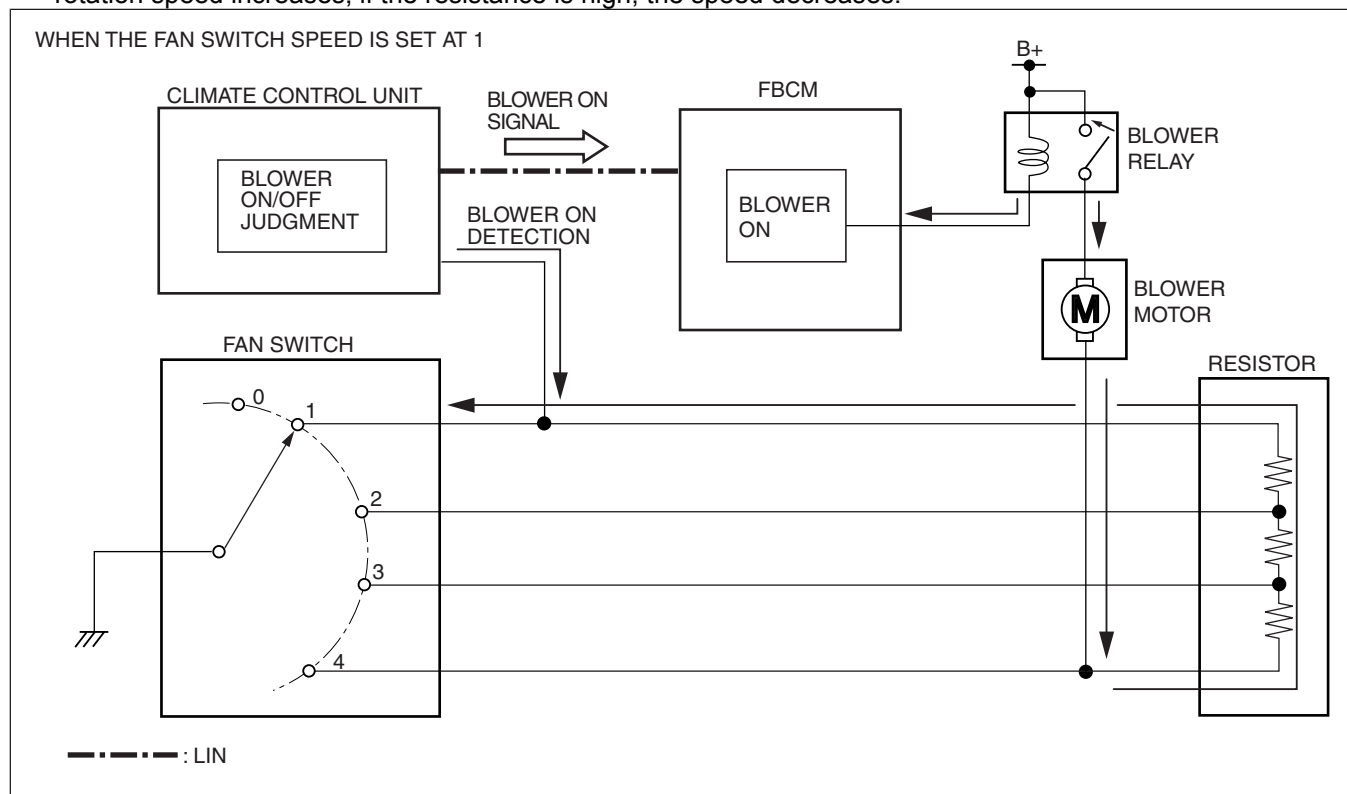 rotation speed increases; if the resistance is high, the speed decreases.
WHEN THE FAN SWITCH SPEED IS SET AT 1
B+
CLIMATE CONTROL UNIT
BLOWER ON
SIGNAL
FBCM
BLOWER
RELAY
BLOWER
ON/OFF
JUDGMENT
BLOWER ON
DETECTION
BLOWER
ON
BLOWER
MOTOR
M
FAN SWITCH
RESISTOR
0
1
2
3
4
: LIN